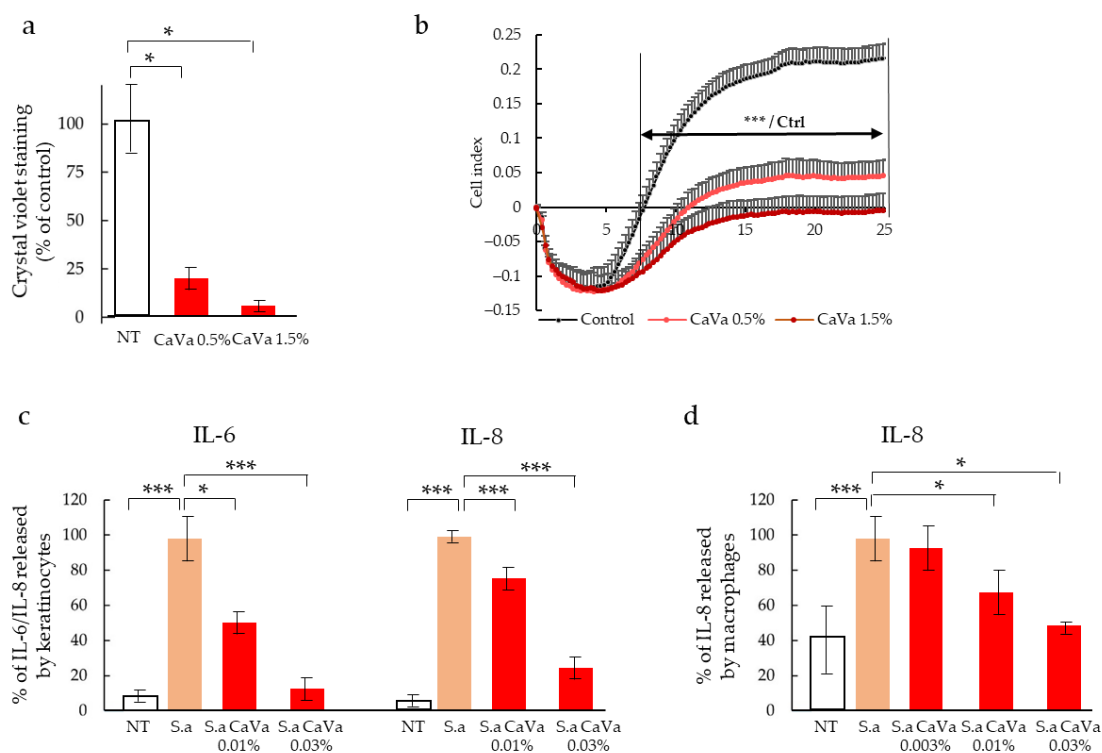 a
Crystal violet staining
(% of control)
*
*
100
75
50
25
0
NT
CaVa 0.5%
CaVa 1.5%
b
Cell index
0.25
0.2
0.15
0.1
0.05
0
−0.05
−0.1
−0.15
0
5
10
15
20
25
*** / Ctrl
Control
CaVa 0.5%
CaVa 1.5%
c
IL-6
IL-8
% of IL-6/IL-8 released
by keratinocytes
120
100
80
60
40
20
0
***
***
*
***
***
***
NT
S.a
S.a CaVa
0.01%
S.a CaVa
0.03%
NT
S.a
S.a CaVa
0.01%
S.a CaVa
0.03%
d
IL-8
% of IL-8 released
by macrophages
120
100
80
60
40
20
0
*
***
*
NT
S.a
S.a CaVa
0.003%
S.a CaVa
0.01%
S.a CaVa
0.03%